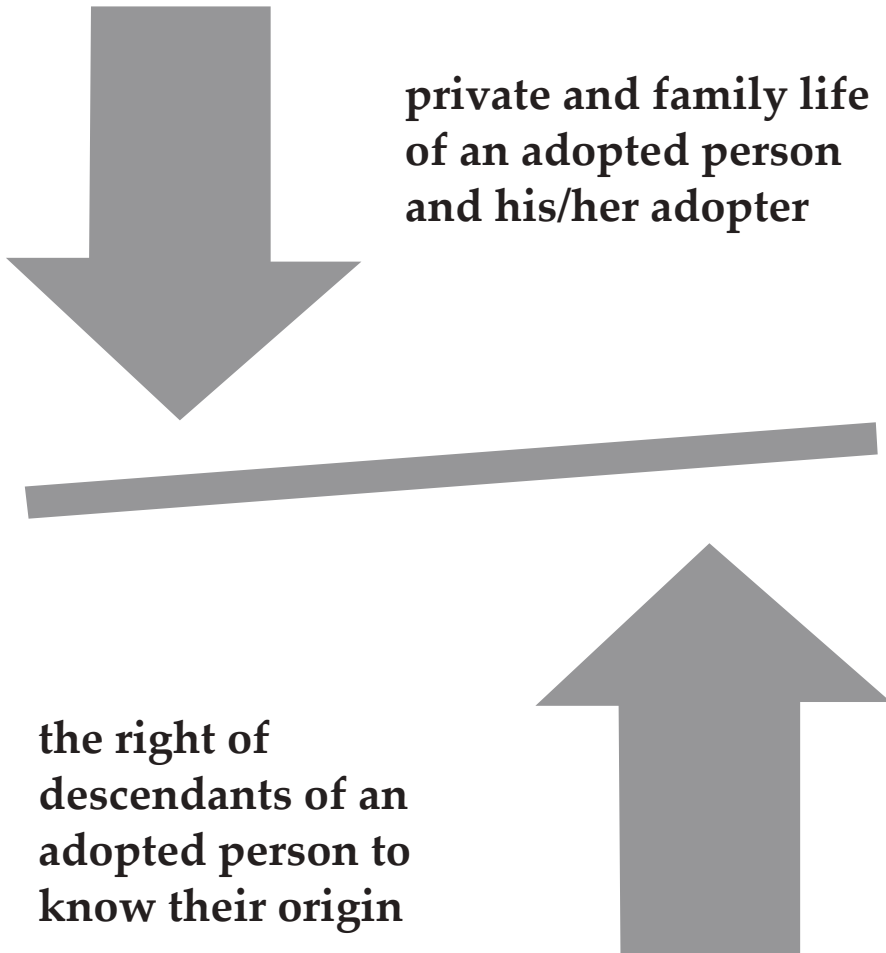 private and family life
of an adopted person
and his/her adopter
the right of
descendants of an
adopted person to
know their origin